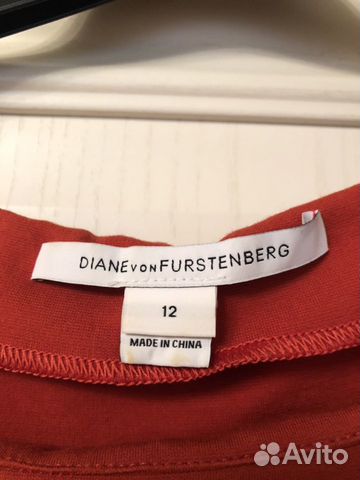 DIANE VON FURSTENBERG
12
MADE IN CHINA
Avito